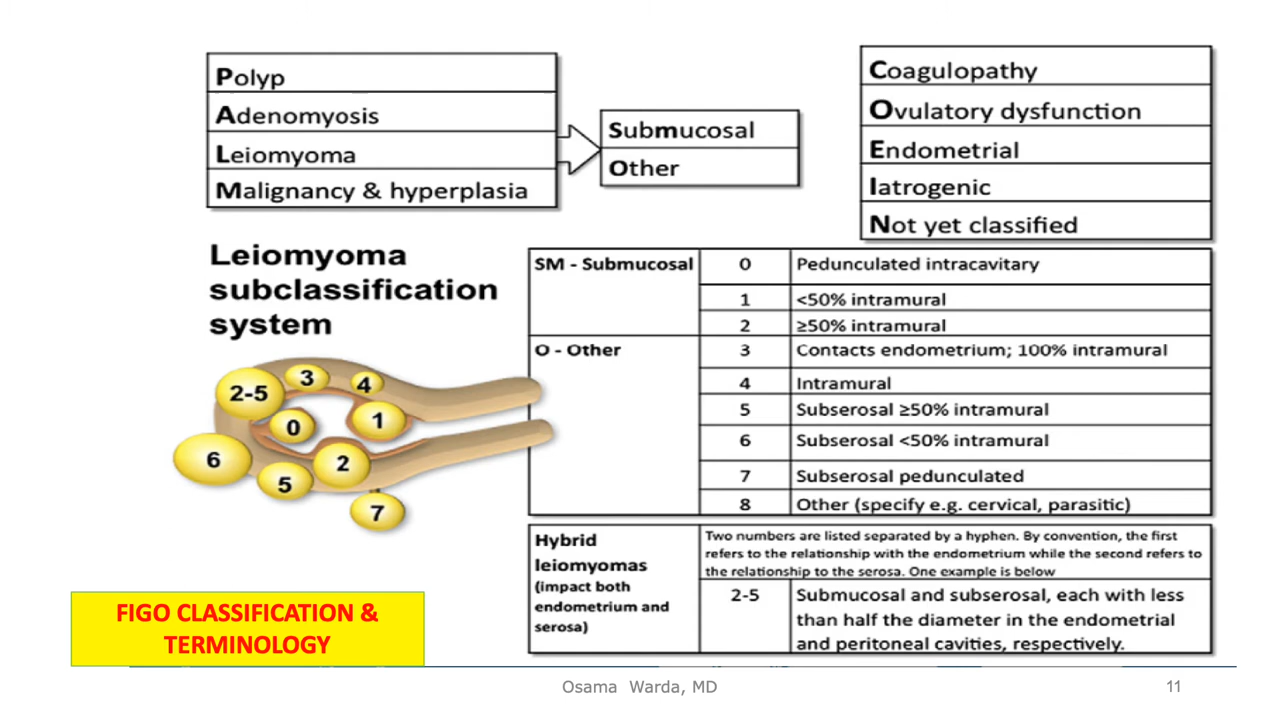 Polyp
Adenomyosis
Leiomyoma
Malignancy & hyperplasia
Submucosal
Other
Coagulopathy
Ovulatory dysfunction
Endometrial
Iatrogenic
Not yet classified
Leiomyoma
subclassification
system
2-5
3
4
0
1
6
5
2
7
SM - Submucosal
0
Pedunculated intracavitary
1
<50% intramural
2
≥50% intramural
O - Other
3
Contacts endometrium; 100% intramural
4
Intramural
5
Subserosal ≥50% intramural
6
Subserosal <50% intramural
7
Subserosal pedunculated
8
Other (specify e.g. cervical, parasitic)
Hybrid
leiomyomas
(impact both
endometrium and
serosa)
Two numbers are listed separated by a hyphen. By convention, the first
refers to the relationship with the endometrium while the second refers to
the relationship to the serosa. One example is below
2-5
Submucosal and subserosal, each with less
than half the diameter in the endometrial
and peritoneal cavities, respectively.
FIGO CLASSIFICATION &
TERMINOLOGY
Osama Warda, MD
11